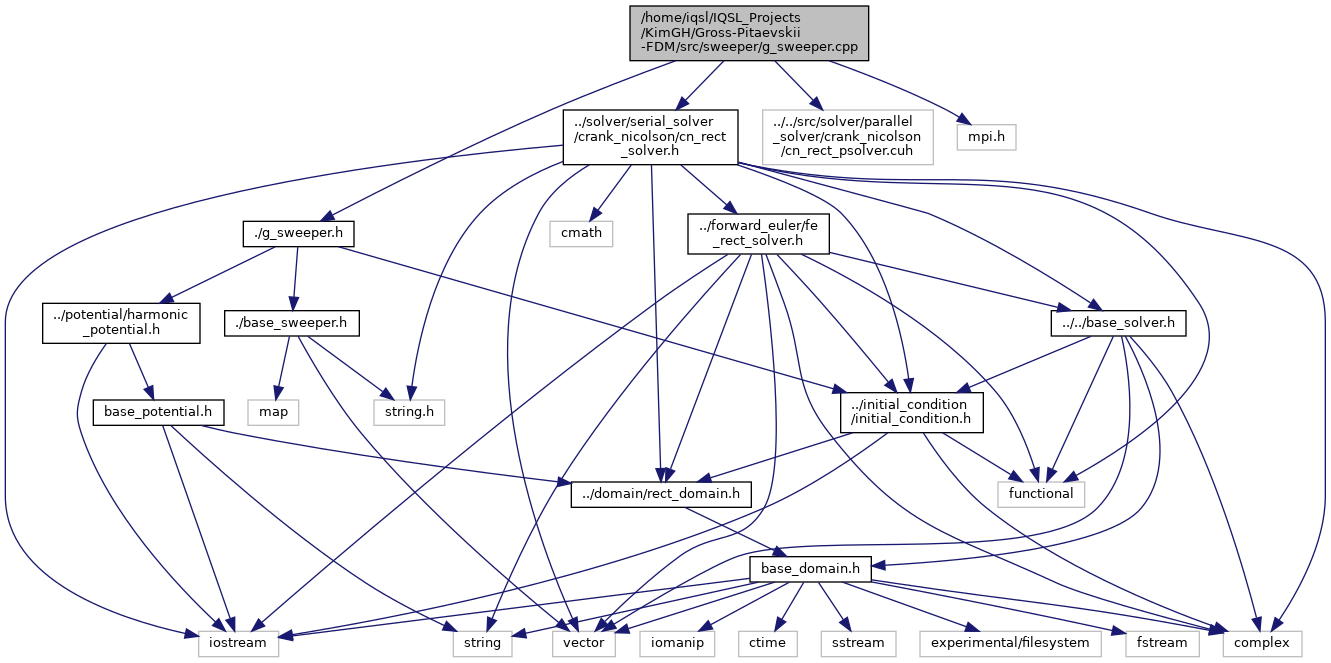 /home/iqsl/IQSL_Projects
/KimGH/Gross-Pitaevskii
-FDM/src/sweeper/g_sweeper.cpp
../solver/serial_solver
/crank_nicolson/cn_rect
_solver.h
../../src/solver/parallel
_solver/crank_nicolson
/cn_rect_psolver.cuh
mpi.h
./g_sweeper.h
cmath
../forward_euler/fe
_rect_solver.h
../potential/harmonic
_potential.h
./base_sweeper.h
../../base_solver.h
base_potential.h
map
string.h
../initial_condition
/initial_condition.h
../domain/rect_domain.h
functional
base_domain.h
iostream
string
vector
iomanip
ctime
sstream
experimental/filesystem
fstream
complex